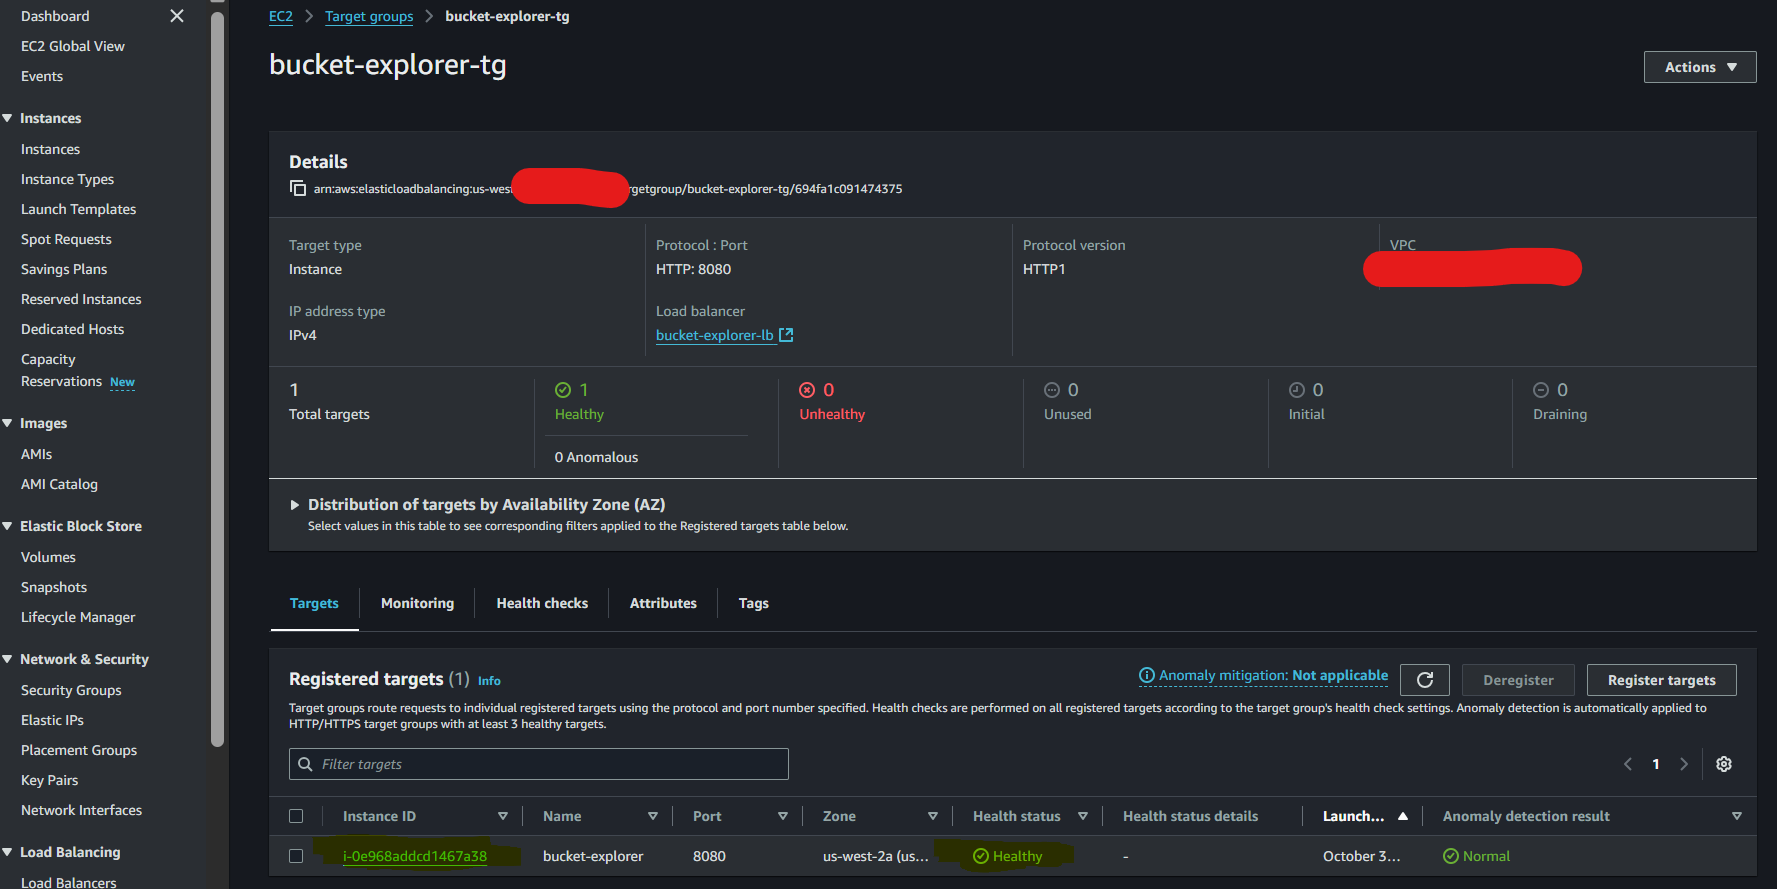 Dashboard
EC2 Global View
Events
Instances
Instances
Instance Types
Launch Templates
Spot Requests
Savings Plans
Reserved Instances
Dedicated Hosts
Capacity
Reservations New
Images
AMIs
AMI Catalog
Elastic Block Store
Volumes
Snapshots
Lifecycle Manager
Network & Security
Security Groups
Elastic IPs
Placement Groups
Key Pairs
Network Interfaces
Load Balancing
Load Balancers
EC2 > Target groups > bucket-explorer-tg
bucket-explorer-tg
Actions
Details
arn:aws:elasticloadbalancing:us-west rgetgroup/bucket-explorer-tg/694fa1c091474375
Target type
Instance
Protocol : Port
HTTP: 8080
Protocol version
HTTP1
VPC
IP address type
IPv4
Load balancer
bucket-explorer-lb
1
Total targets
1
Healthy
0 Anomalous
0
Unhealthy
0
Unused
0
Initial
0
Draining
Distribution of targets by Availability Zone (AZ)
Select values in this table to see corresponding filters applied to the Registered targets table below.
Targets Monitoring Health checks Attributes Tags
Registered targets (1) Info
Anomaly mitigation: Not applicable
Deregister
Register targets
Target groups route requests to individual registered targets using the protocol and port number specified. Health checks are performed on all registered targets according to the target group's health check settings. Anomaly detection is automatically applied to
HTTP/HTTPS target groups with at least 3 healthy targets.
Filter targets
1
Instance ID Name Port Zone Health status Health status details Launch... Anomaly detection result
i-0e968addcd1467a38 bucket-explorer 8080 us-west-2a (us... Healthy - October 3... Normal